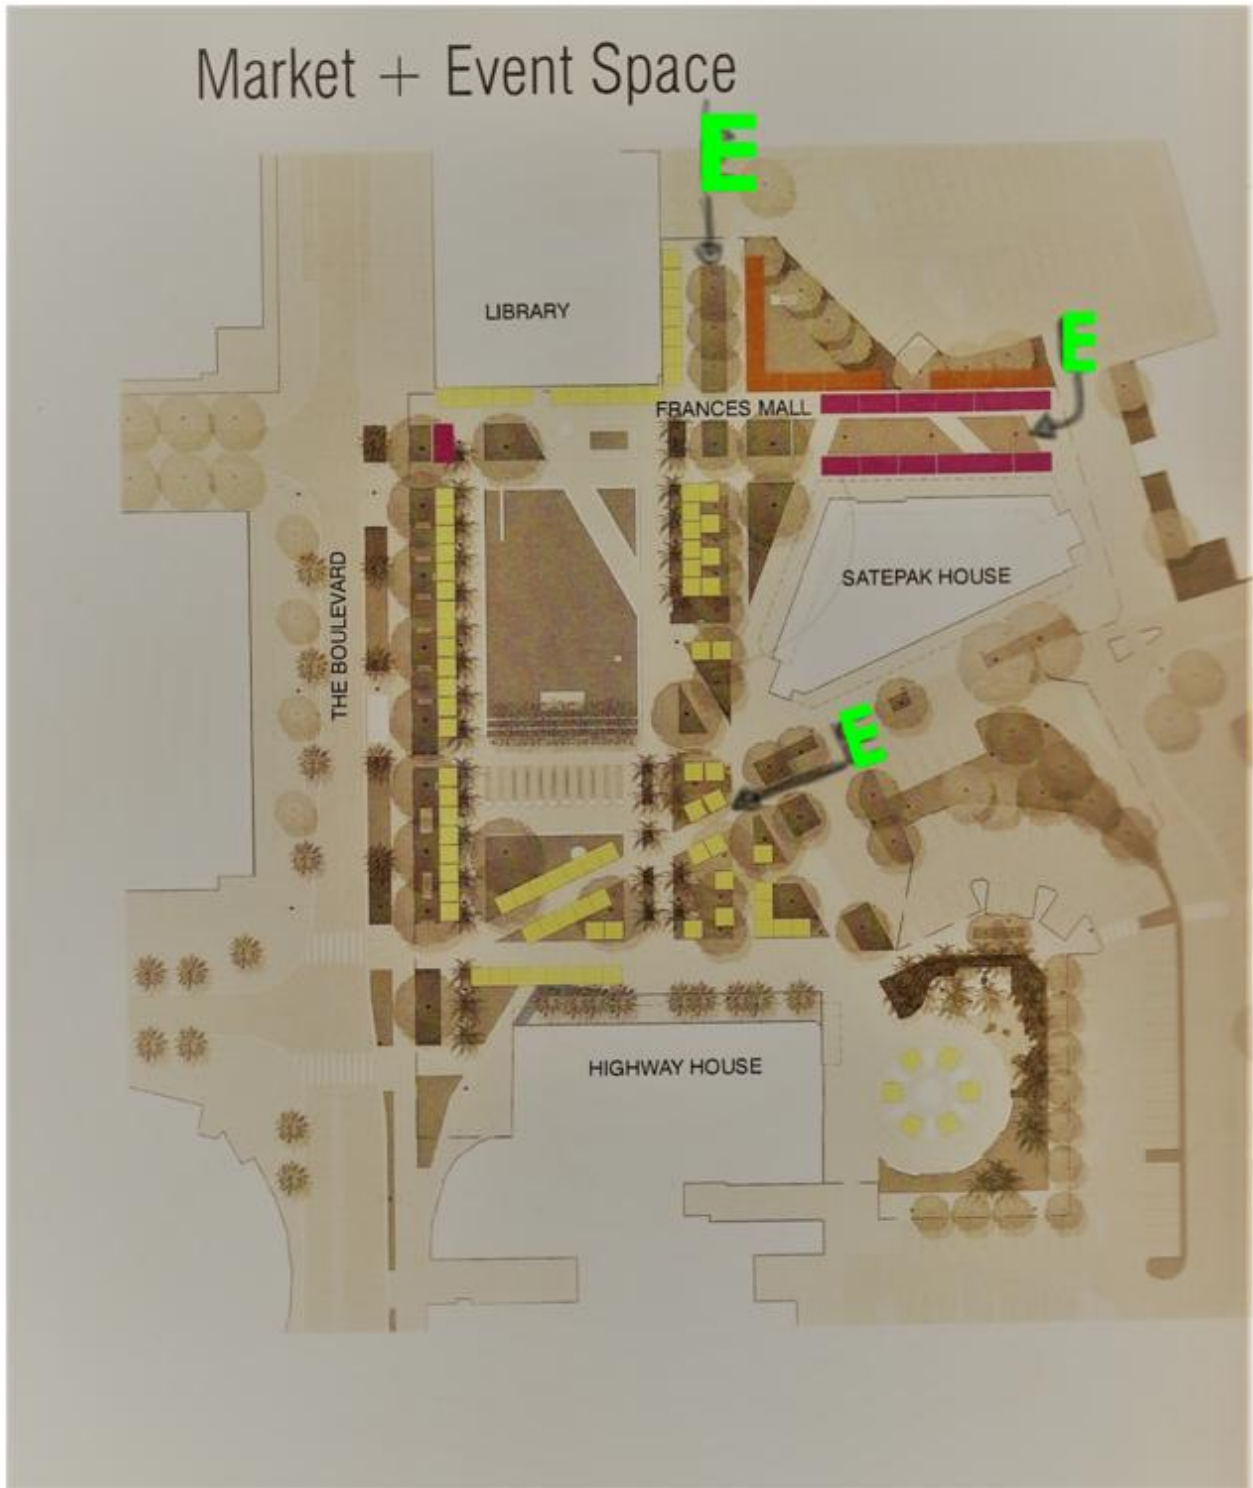 Market + Event Space
E
LIBRARY
E
FRANCES MALL
THE BOULEVARD
SATEPAK HOUSE
E
HIGHWAY HOUSE